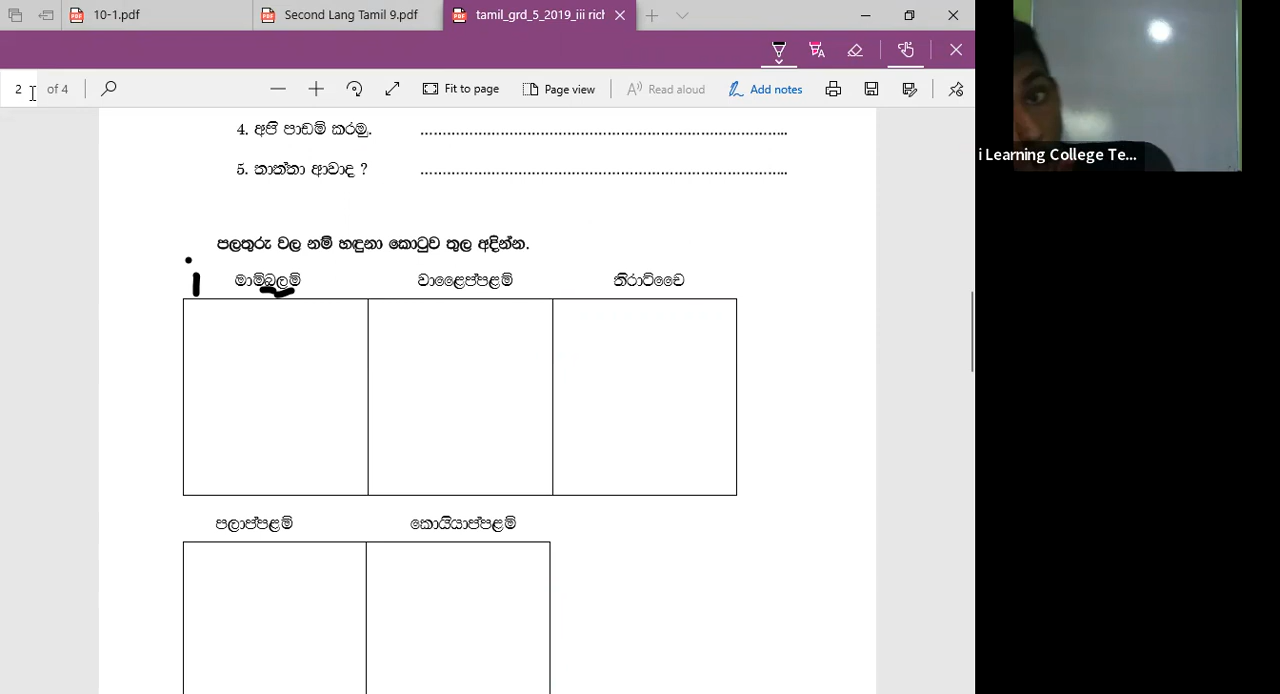 10-1.pdf
Second Lang Tamil 9.pdf
tamil_grd_5_2019_iii rich
2 of 4
Fit to page
Page view
Read aloud
Add notes
i Learning College Te...
4. අපි පාඩම් කරමු. ....................................................................................
5. තාත්තා ආවාද ? ....................................................................................
පලතුරු වල නම් හඳුනා කොටුව තුල අදින්න.
මාම්බලම් වාළෛප්පළම් තිරාට්චෛ
පලාප්පළම් කොයියාප්පළම්